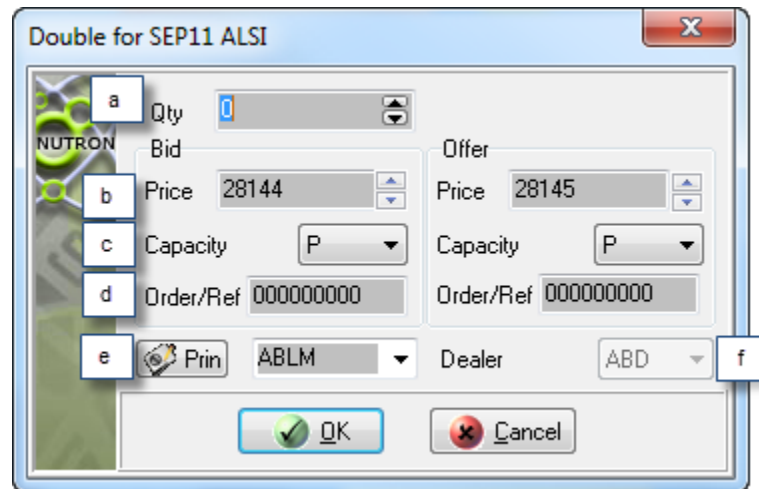 Double for SEP11 ALSI
a
Qty 0
NUTRON
Bid Offer
b Price 28144 Price 28145
c Capacity P Capacity P
d Order/Ref 000000000 Order/Ref 000000000
e Prin ABLM Dealer ABD f
OK Cancel